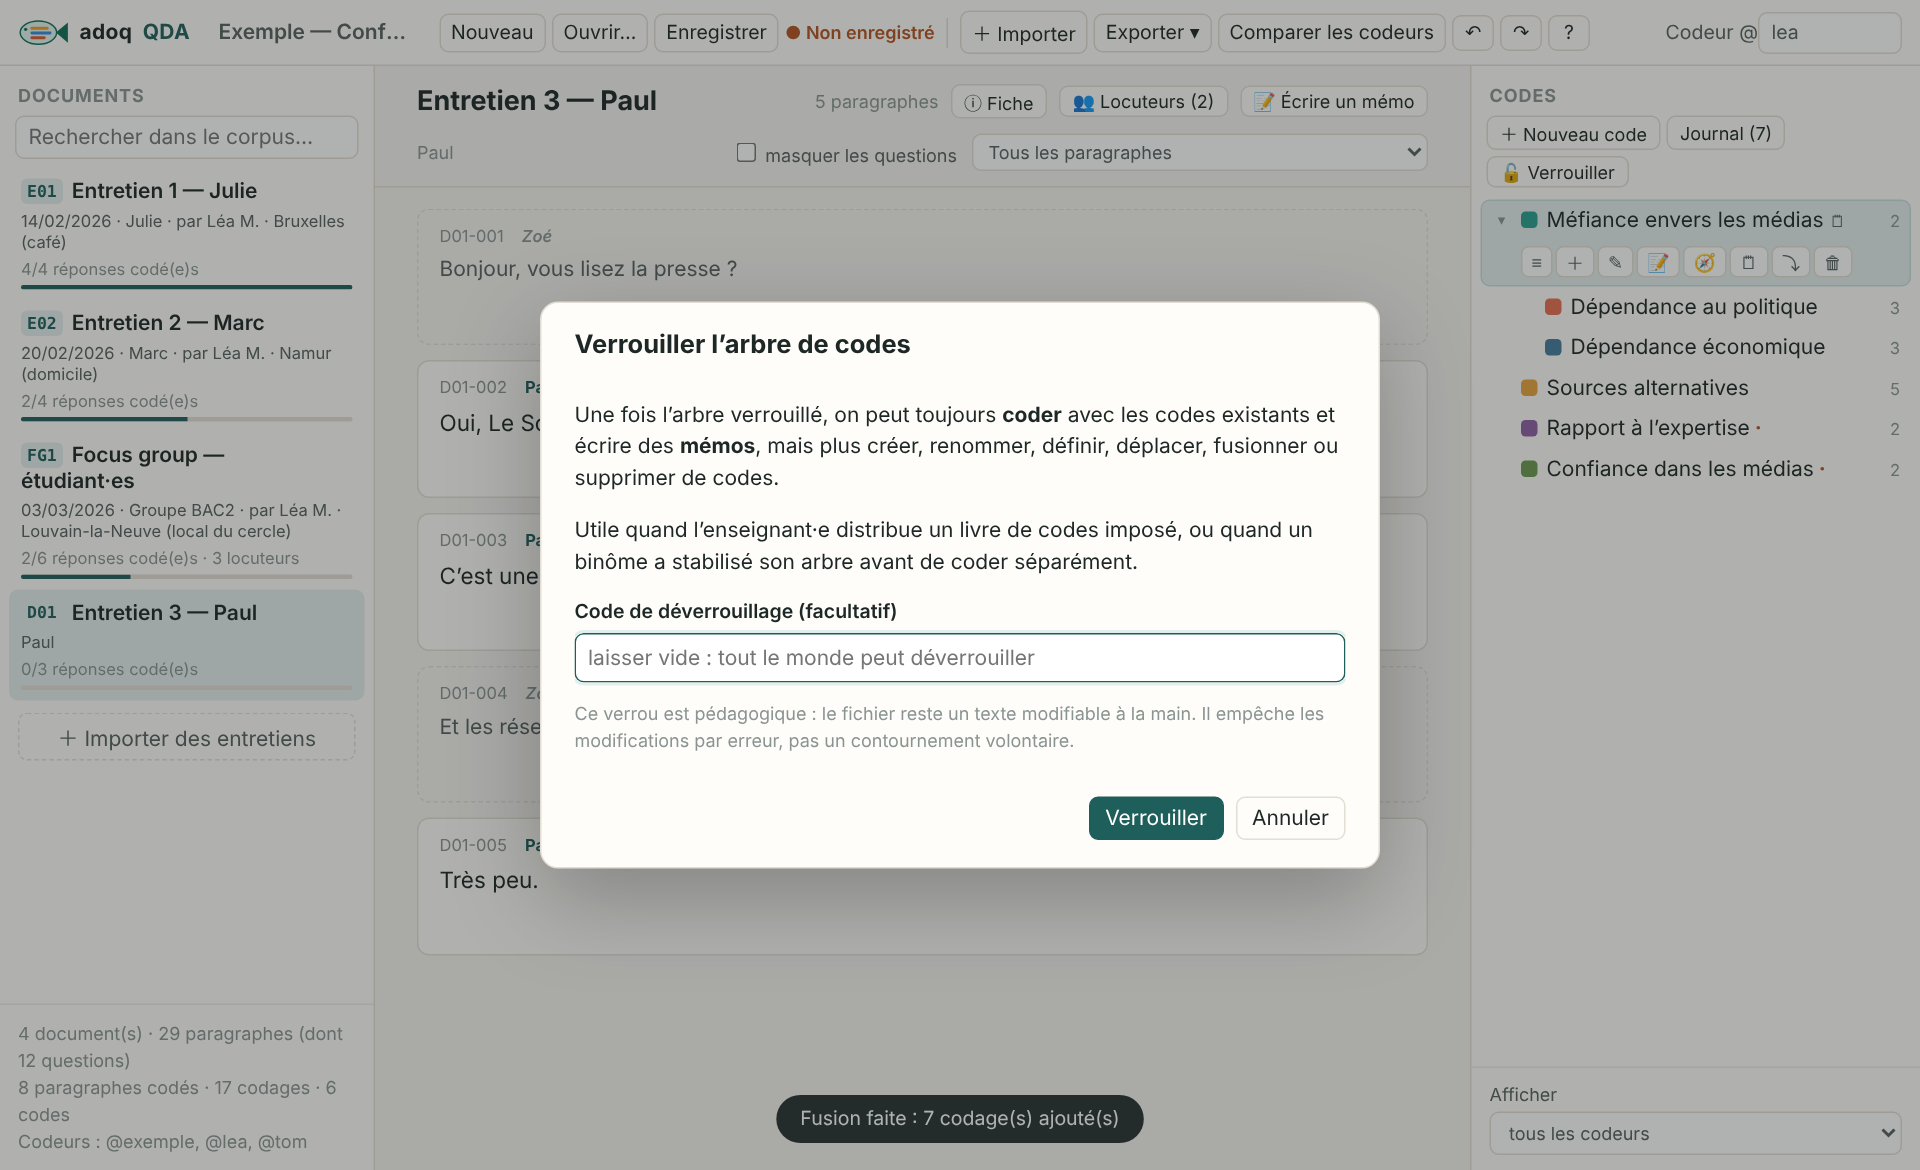 adoq QDA
Exemple — Conf...
Nouveau
Ouvrir...
Enregistrer
Non enregistré
+ Importer
Exporter ▾
Comparer les codeurs
↶
↷
?
Codeur @
lea
DOCUMENTS
Rechercher dans le corpus...
E01 Entretien 1 — Julie
14/02/2026 · Julie · par Léa M. · Bruxelles
(café)
4/4 réponses codé(e)s
E02 Entretien 2 — Marc
20/02/2026 · Marc · par Léa M. · Namur
(domicile)
2/4 réponses codé(e)s
FG1 Focus group —
étudiant·es
03/03/2026 · Groupe BAC2 · par Léa M. ·
Louvain-la-Neuve (local du cercle)
2/6 réponses codé(e)s · 3 locuteurs
D01 Entretien 3 — Paul
Paul
0/3 réponses codé(e)s
+ Importer des entretiens
4 document(s) · 29 paragraphes (dont
12 questions)
8 paragraphes codés · 17 codages · 6
codes
Codeurs : @exemple, @lea, @tom
Entretien 3 — Paul
5 paragraphes
ⓘ Fiche
👥 Locuteurs (2)
📝 Écrire un mémo
Paul
masquer les questions
Tous les paragraphes
D01-001 Zoé
Bonjour, vous lisez la presse ?
D01-002 Pa
Oui, Le So
D01-003 Pa
C’est une
D01-004 Zo
Et les rése
D01-005 Pa
Très peu.
Verrouiller l’arbre de codes
Une fois l’arbre verrouillé, on peut toujours coder avec les codes existants et
écrire des mémos, mais plus créer, renommer, définir, déplacer, fusionner ou
supprimer de codes.
Utile quand l’enseignant·e distribue un livre de codes imposé, ou quand un
binôme a stabilisé son arbre avant de coder séparément.
Code de déverrouillage (facultatif)
laisser vide : tout le monde peut déverrouiller
Ce verrou est pédagogique : le fichier reste un texte modifiable à la main. Il empêche les
modifications par erreur, pas un contournement volontaire.
Verrouiller
Annuler
Fusion faite : 7 codage(s) ajouté(s)
CODES
+ Nouveau code
Journal (7)
🔓 Verrouiller
Méfiance envers les médias 2
Dépendance au politique 3
Dépendance économique 3
Sources alternatives 5
Rapport à l’expertise · 2
Confiance dans les médias · 2
Afficher
tous les codeurs